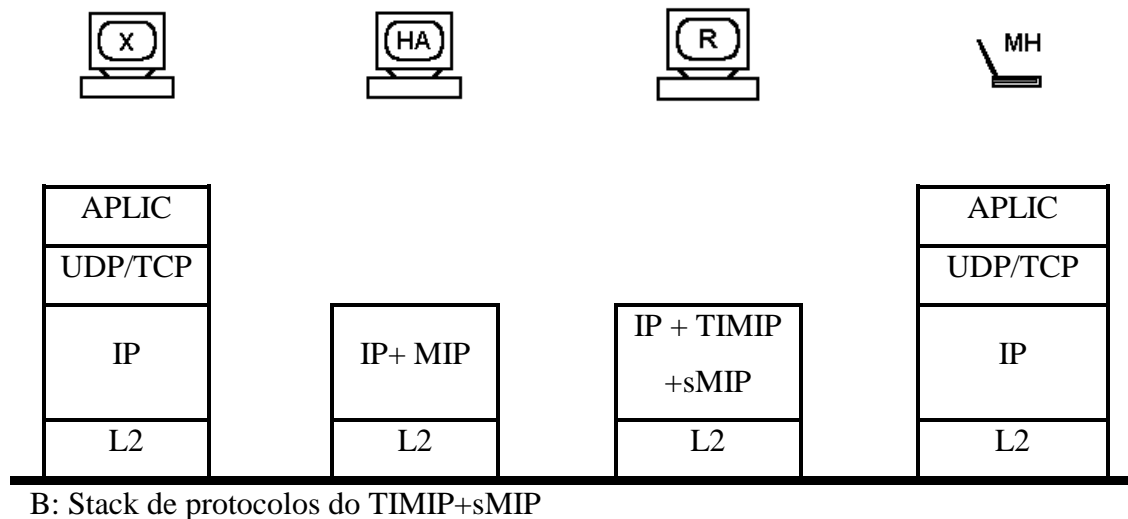 X
HA
R
MH
APLIC
APLIC
UDP/TCP
UDP/TCP
IP
IP+ MIP
IP + TIMIP
+sMIP
IP
L2
L2
L2
L2
B: Stack de protocolos do TIMIP+sMIP